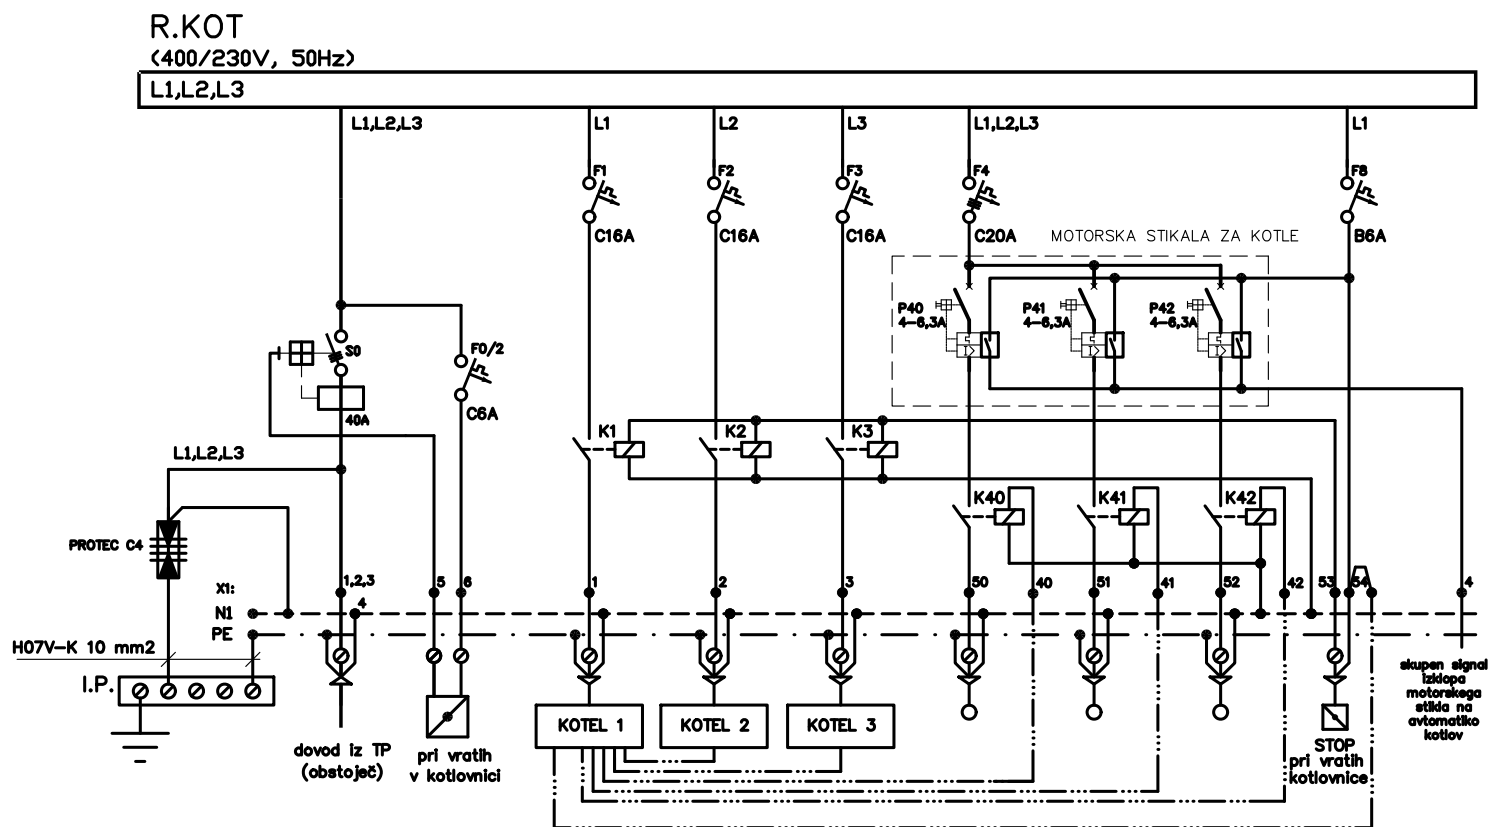 R.KOT
(400/230V, 50Hz)
L1,L2,L3
L1,L2,L3
L1
L2
L3
L1,L2,L3
L1
F1
F2
F3
F4
F8
C16A
C16A
C16A
C20A
MOTORSKA STIKALA ZA KOTLE
B6A
P40
4-6,3A
P41
4-6,3A
P42
4-6,3A
S0
F0/2
40A
C6A
K1
K2
K3
L1,L2,L3
K40
K41
K42
PROTEC C4
X1:
1,2,3
5
6
1
2
3
50
40
51
41
52
42
53
54
4
4
N1
PE
H07V-K 10 mm2
I.P.
KOTEL 1
KOTEL 2
KOTEL 3
dovod iz TP
(obstoječ)
pri vratih
v kotlovnici
STOP
pri vratih
kotlovnice
skupen signal
izklopa
motorskega
stikla na
avtomatiko
kotlov